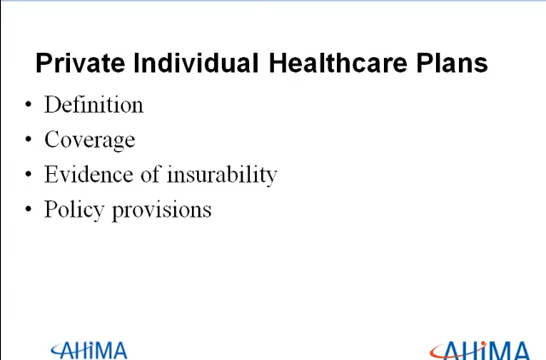 Private Individual Healthcare Plans
• Definition
• Coverage
• Evidence of insurability
• Policy provisions
AHiMA
AHiMA